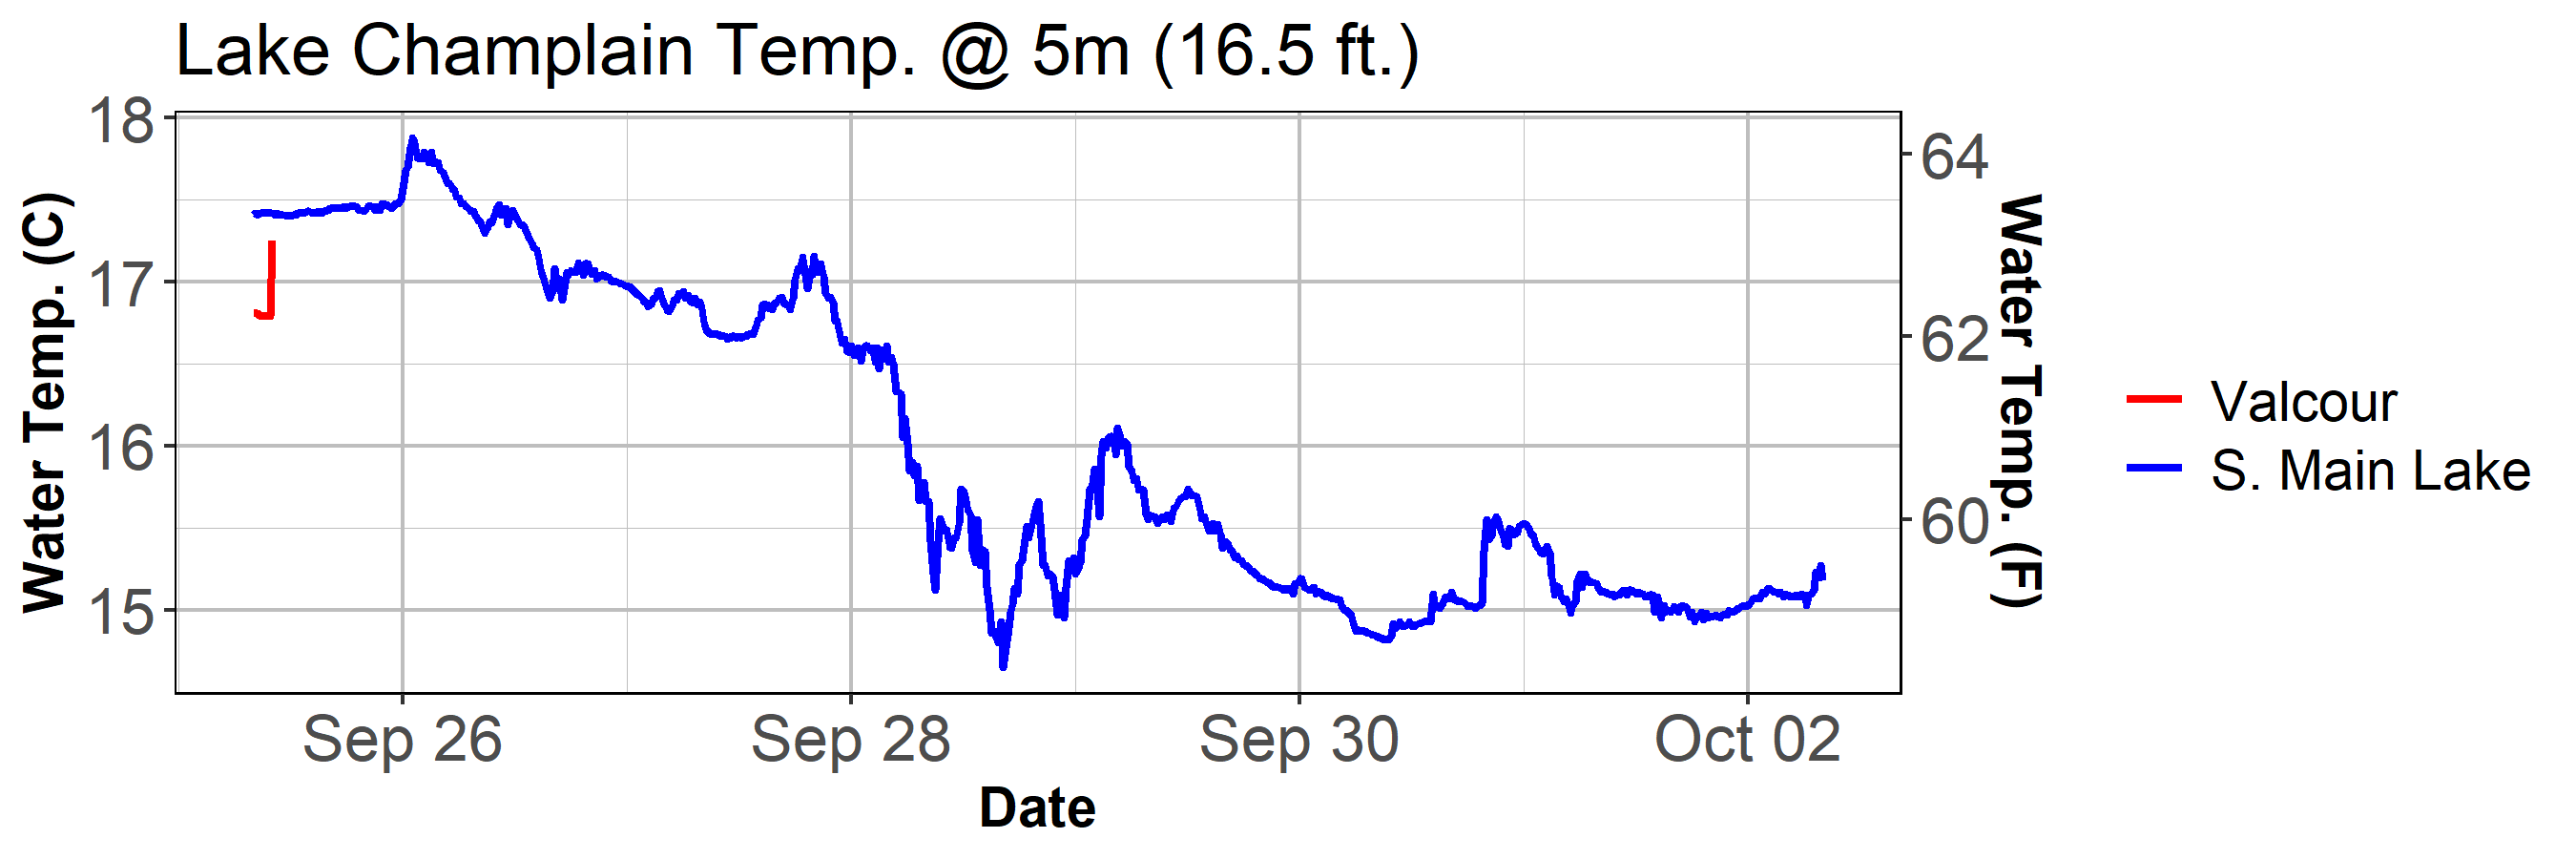 Lake Champlain Temp. @ 5m (16.5 ft.)
18
17
16
15
Water Temp. (C)
64
62
60
Water Temp. (F)
Sep 26
Sep 28
Sep 30
Oct 02
Date
Valcour
S. Main Lake